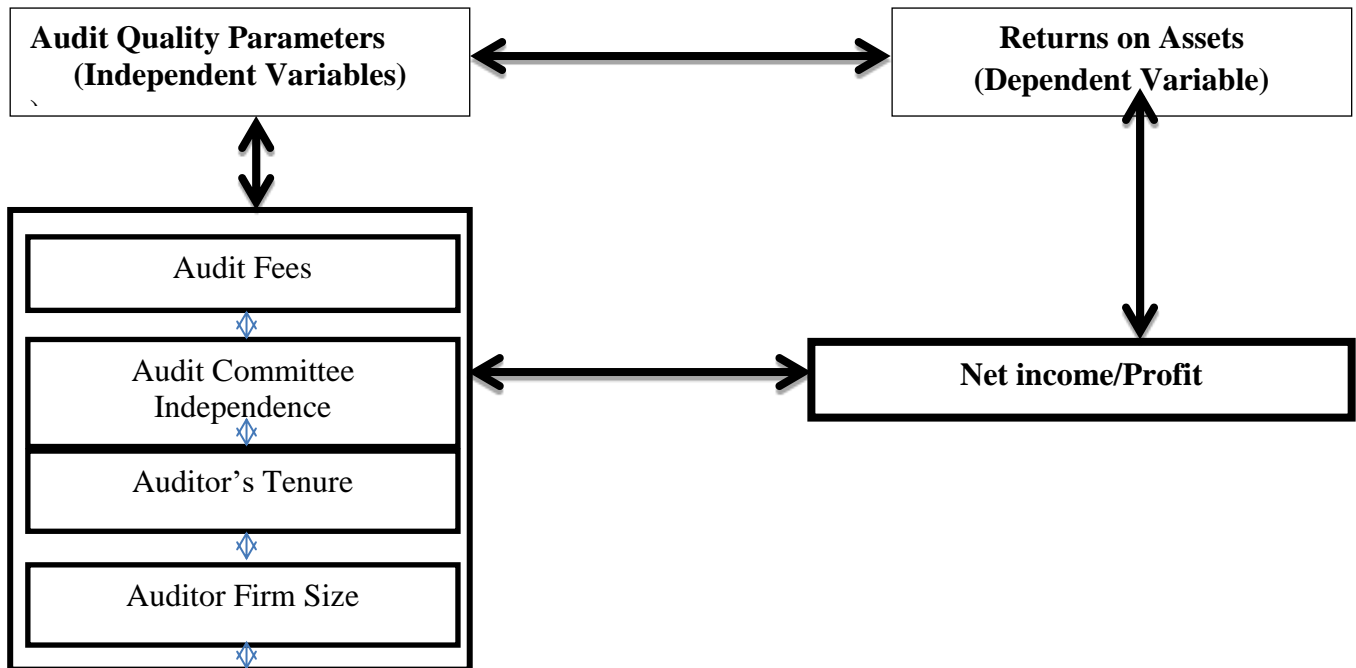 Audit Quality Parameters
(Independent Variables)
Returns on Assets
(Dependent Variable)
Audit Fees
Audit Committee
Independence
Auditor’s Tenure
Auditor Firm Size
Net income/Profit